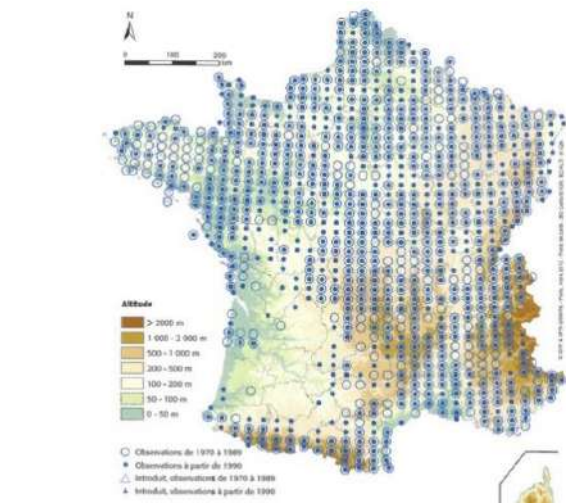 N
0 100 200
km
Altitude
> 2000 m
1 000 - 2 000 m
500 - 1 000 m
200 - 500 m
100 - 200 m
50 - 100 m
0 - 50 m
Observations de 1970 à 1989
Observations à partir de 1990
Introduit, observations de 1970 à 1989
Introduit, observations à partir de 1990